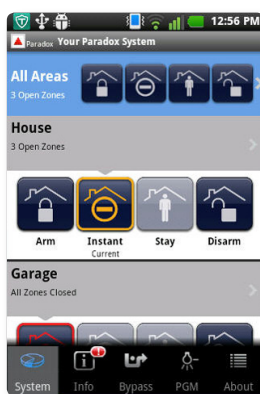 12:56 PM
Paradox Your Paradox System
All Areas
3 Open Zones
House
3 Open Zones
Arm Instant Stay Disarm
Current
Garage
All Zones Closed
System Info Bypass PGM About